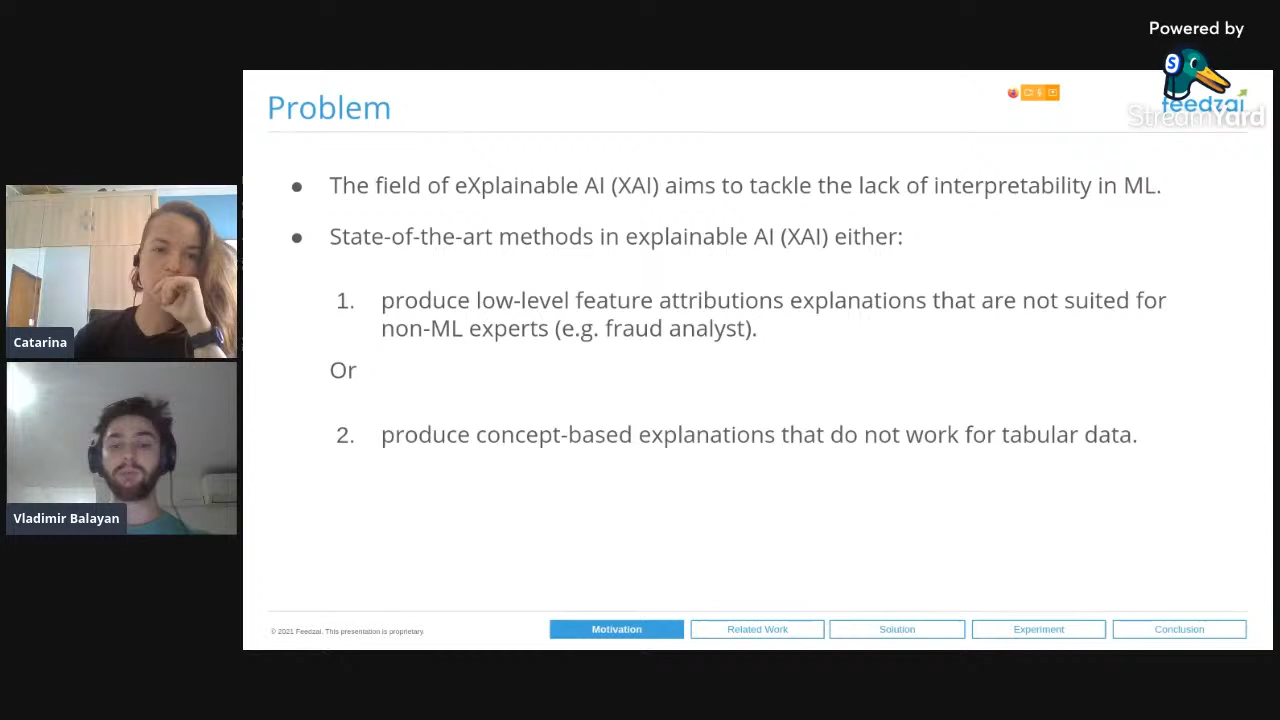 Powered by
S
feedzai
StreamYard
Problem
● The field of eXplainable AI (XAI) aims to tackle the lack of interpretability in ML.
● State-of-the-art methods in explainable AI (XAI) either:
1. produce low-level feature attributions explanations that are not suited for
non-ML experts (e.g. fraud analyst).
Or
2. produce concept-based explanations that do not work for tabular data.
Catarina
Vladimir Balayan
© 2021 Feedzai. This presentation is proprietary.
Motivation
Related Work
Solution
Experiment
Conclusion